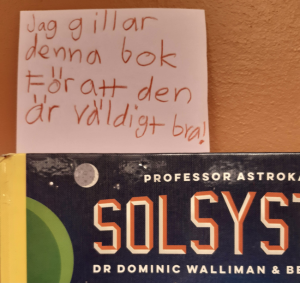 Jag gillar
denna bok
För att den
är väldigt bra!
PROFESSOR ASTROKA
SOLSYST
DR DOMINIC WALLIMAN & BE